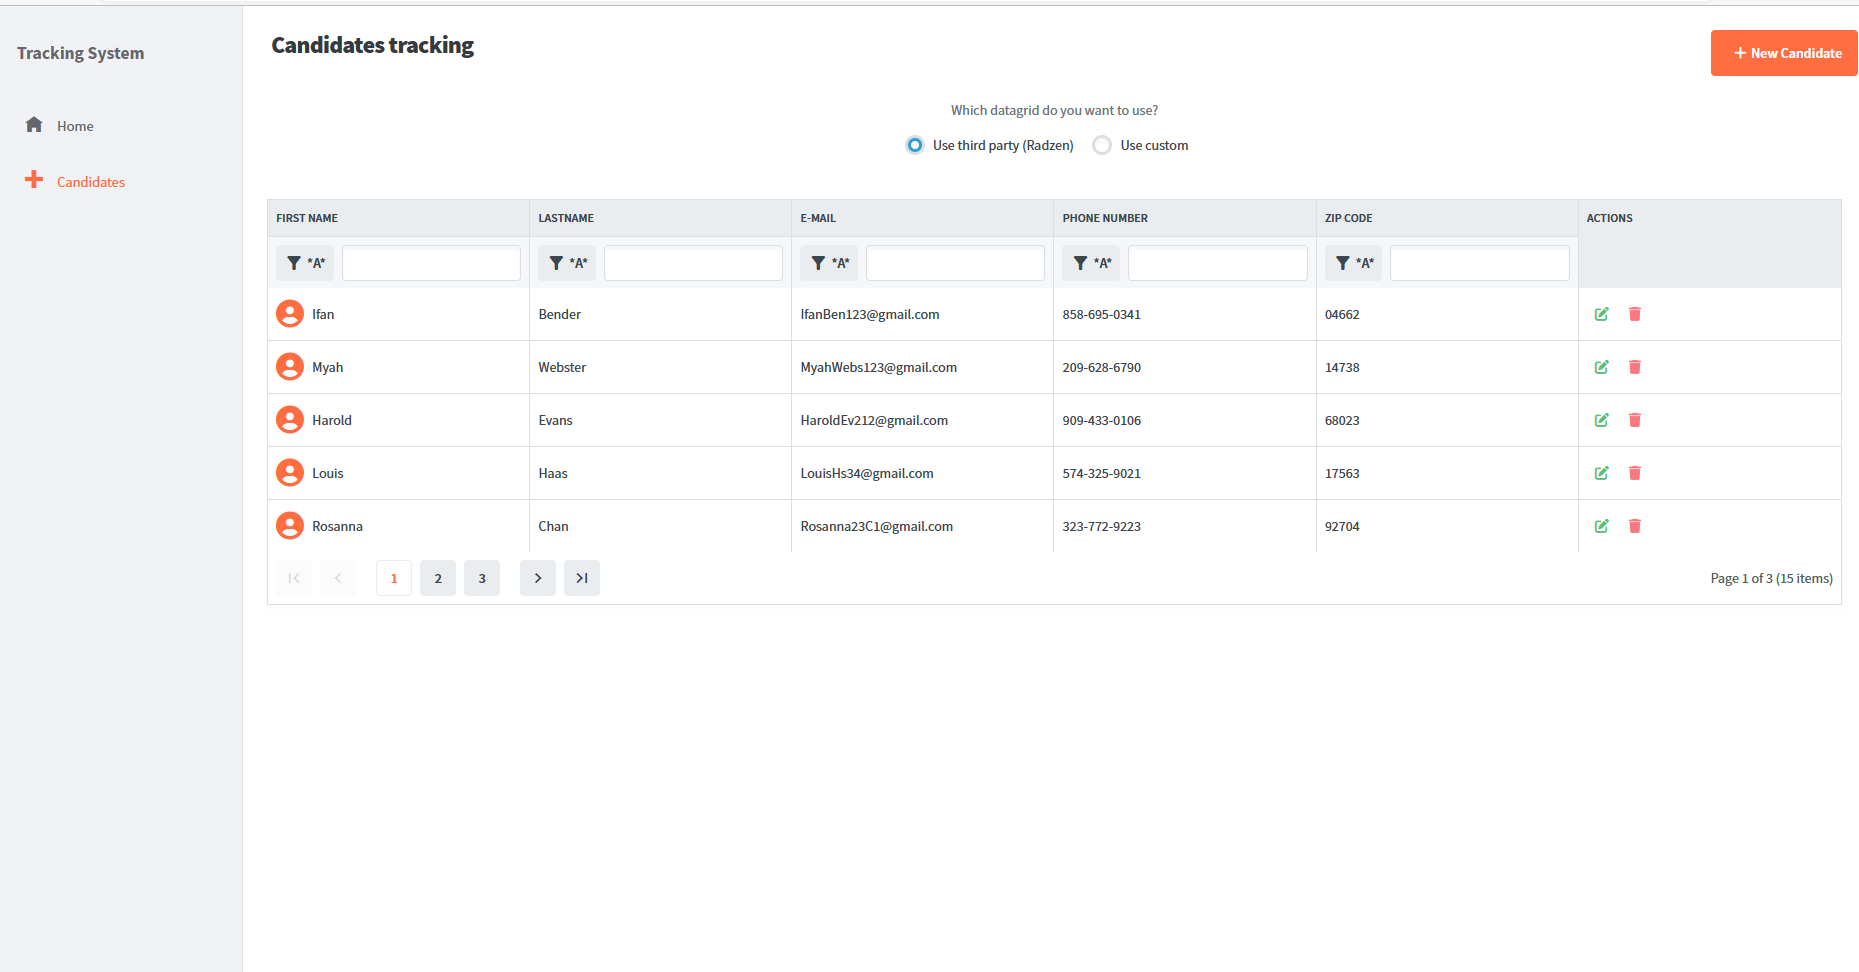 Tracking System
Home
Candidates
Candidates tracking
+ New Candidate
Which datagrid do you want to use?
Use third party (Radzen) Use custom
FIRST NAME LASTNAME E-MAIL PHONE NUMBER ZIP CODE ACTIONS
*A* *A* *A* *A* *A*
Ifan Bender IfanBen123@gmail.com 858-695-0341 04662
Myah Webster MyahWebs123@gmail.com 209-628-6790 14738
Harold Evans HaroldEv212@gmail.com 909-433-0106 68023
Louis Haas LouisHs34@gmail.com 574-325-9021 17563
Rosanna Chan Rosanna23C1@gmail.com 323-772-9223 92704
1 2 3 Page 1 of 3 (15 items)